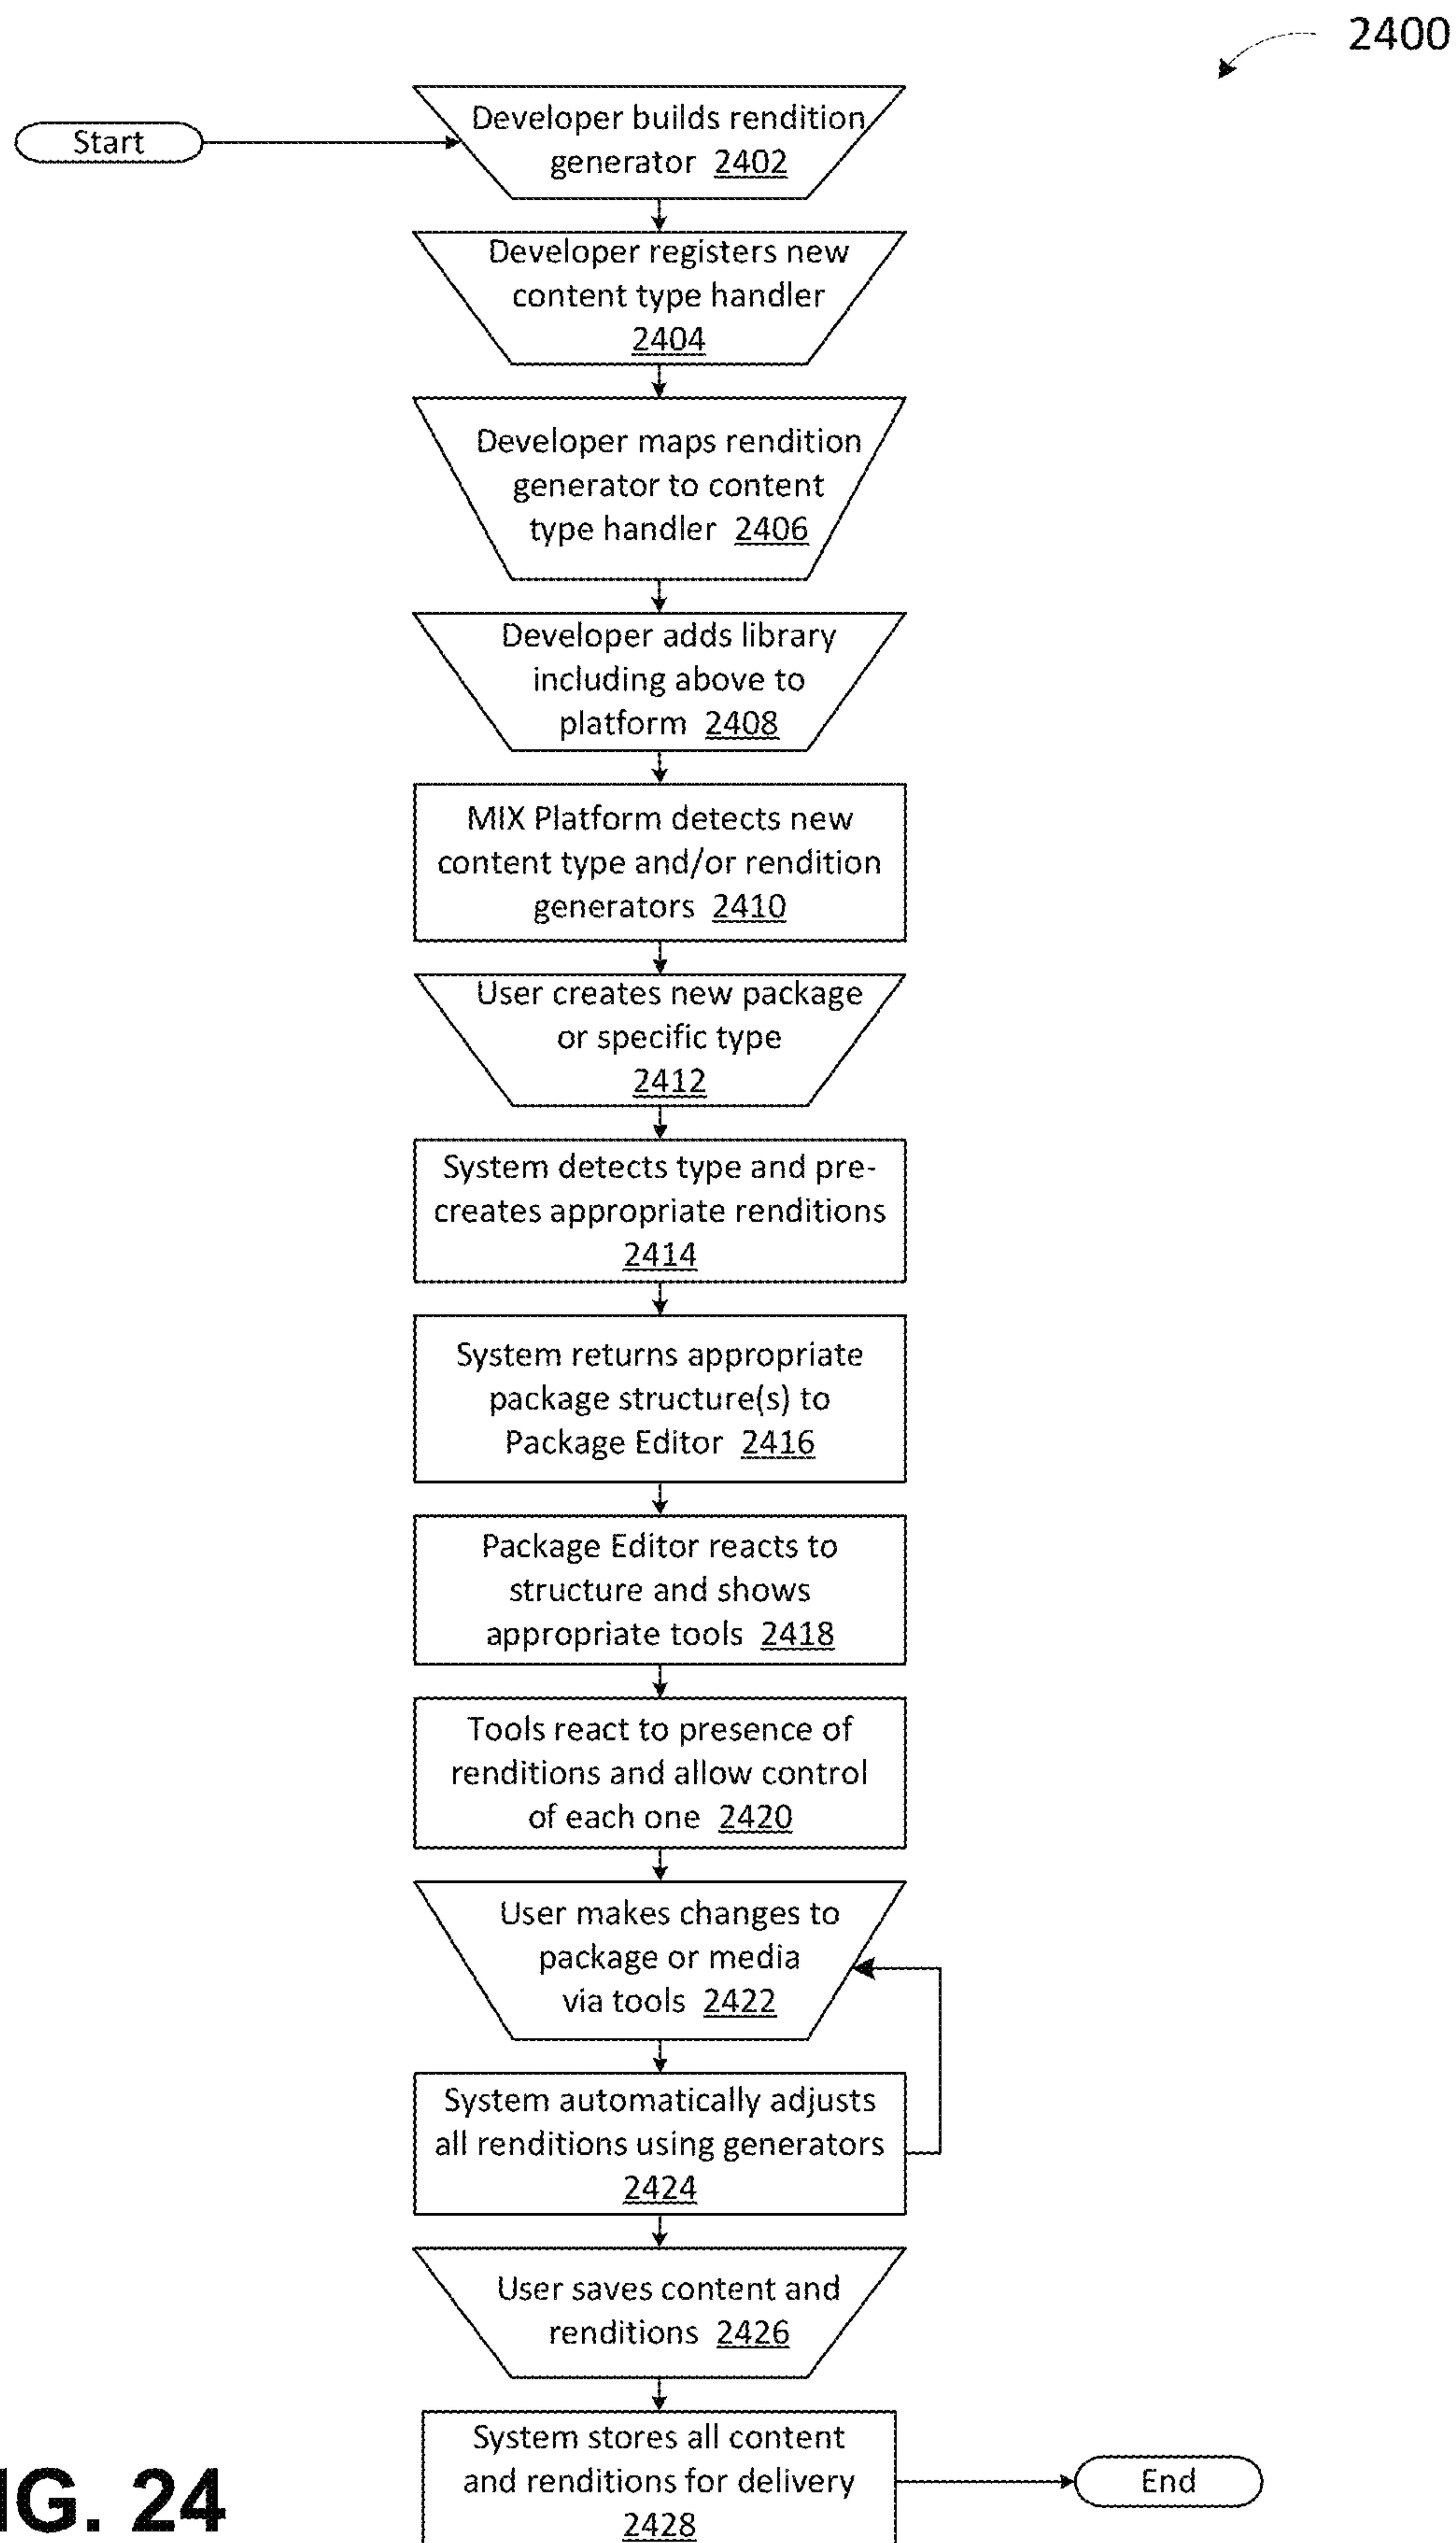 2400
Start
Developer builds rendition
generator 2402
Developer registers new
content type handler
2404
Developer maps rendition
generator to content
type handler 2406
Developer adds library
including above to
platform 2408
MIX Platform detects new
content type and/or rendition
generators 2410
User creates new package
or specific type
2412
System detects type and pre-
creates appropriate renditions
2414
System returns appropriate
package structure(s) to
Package Editor 2416
Package Editor reacts to
structure and shows
appropriate tools 2418
Tools react to presence of
renditions and allow control
of each one 2420
User makes changes to
package or media
via tools 2422
System automatically adjusts
all renditions using generators
2424
User saves content and
renditions 2426
System stores all content
and renditions for delivery
2428
End
IG. 24